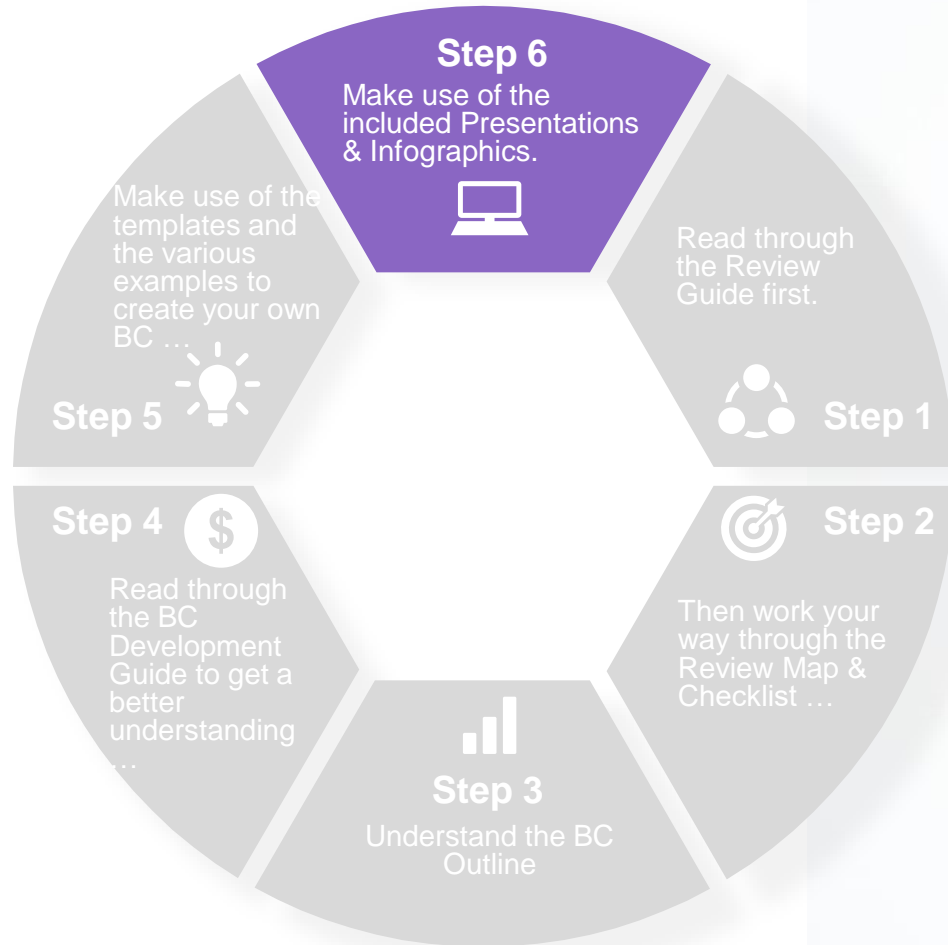 Step 6
Make use of the
included Presentations
& Infographics.
Read through
the Review
Guide first.
Step 1
Step 2
Then work your
way through the
Review Map &
Checklist …
Step 3
Understand the BC
Outline
Step 4
$
Read through
the BC
Development
Guide to get a
better
understanding
…
Make use of the
templates and
the various
examples to
create your own
BC …
Step 5